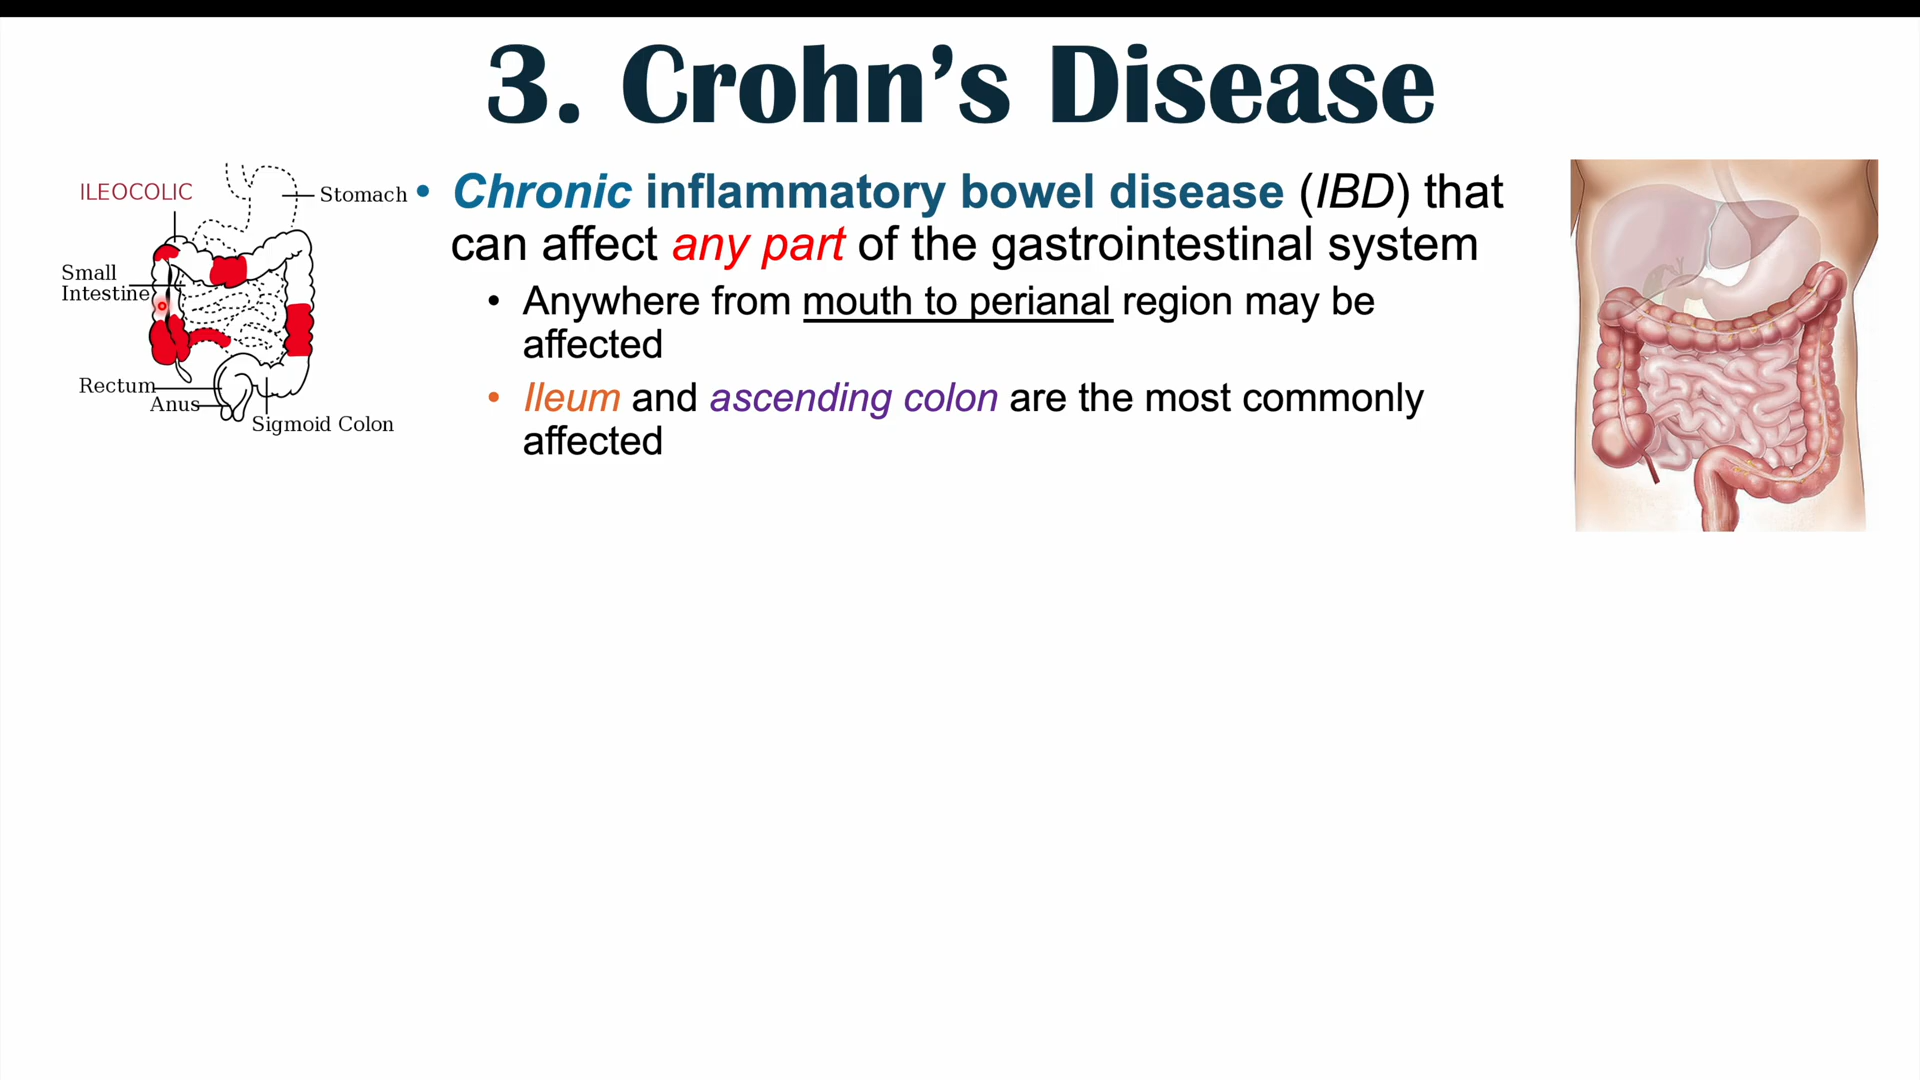 3. Crohn’s Disease
ILEOCOLIC
Stomach
Small
Intestine
Rectum
Anus
Sigmoid Colon
• Chronic inflammatory bowel disease (IBD) that
can affect any part of the gastrointestinal system
• Anywhere from mouth to perianal region may be
affected
• Ileum and ascending colon are the most commonly
affected